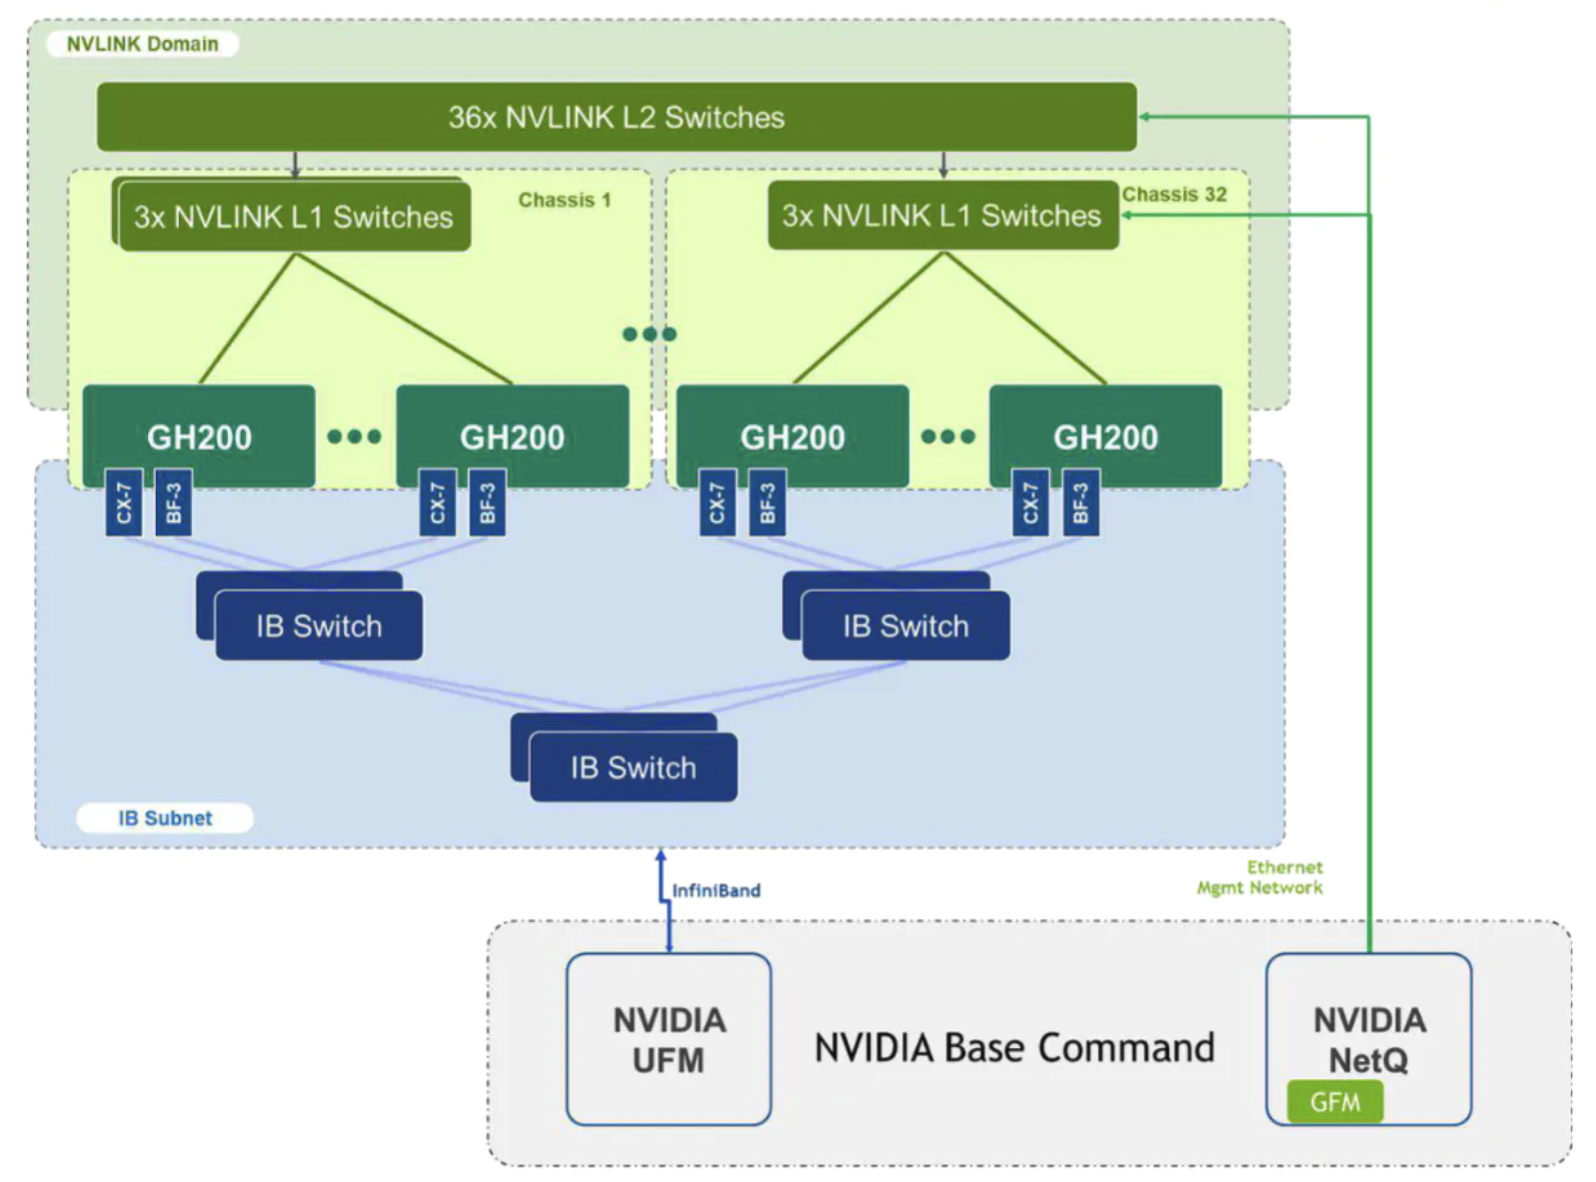 NVLINK Domain
36x NVLINK L2 Switches
3x NVLINK L1 Switches
Chassis 1
3x NVLINK L1 Switches
Chassis 32
GH200
GH200
GH200
GH200
CX-7
BF-3
CX-7
BF-3
CX-7
BF-3
CX-7
BF-3
IB Switch
IB Switch
IB Switch
IB Subnet
InfiniBand
Ethernet
Mgmt Network
NVIDIA
UFM
NVIDIA Base Command
NVIDIA
NetQ
GFM